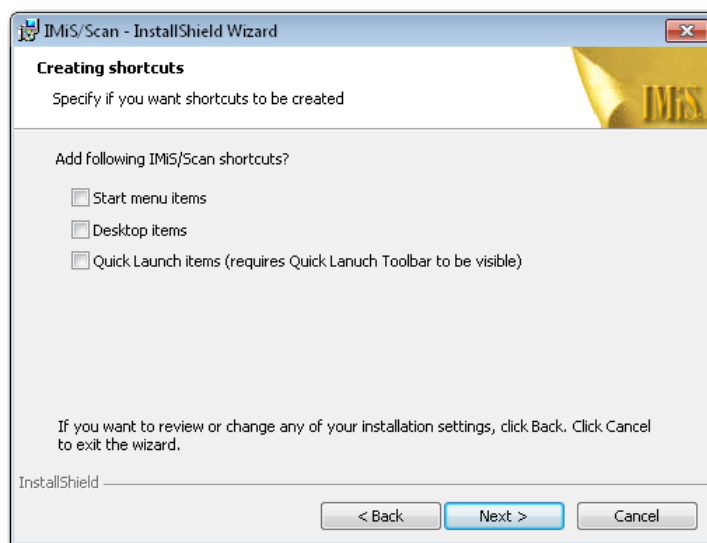 IMiS/Scan - InstallShield Wizard
Creating shortcuts
Specify if you want shortcuts to be created
IMiS
Add following IMiS/Scan shortcuts?
Start menu items
Desktop items
Quick Launch items (requires Quick Lanuch Toolbar to be visible)
If you want to review or change any of your installation settings, click Back. Click Cancel
to exit the wizard.
InstallShield
< Back Next > Cancel